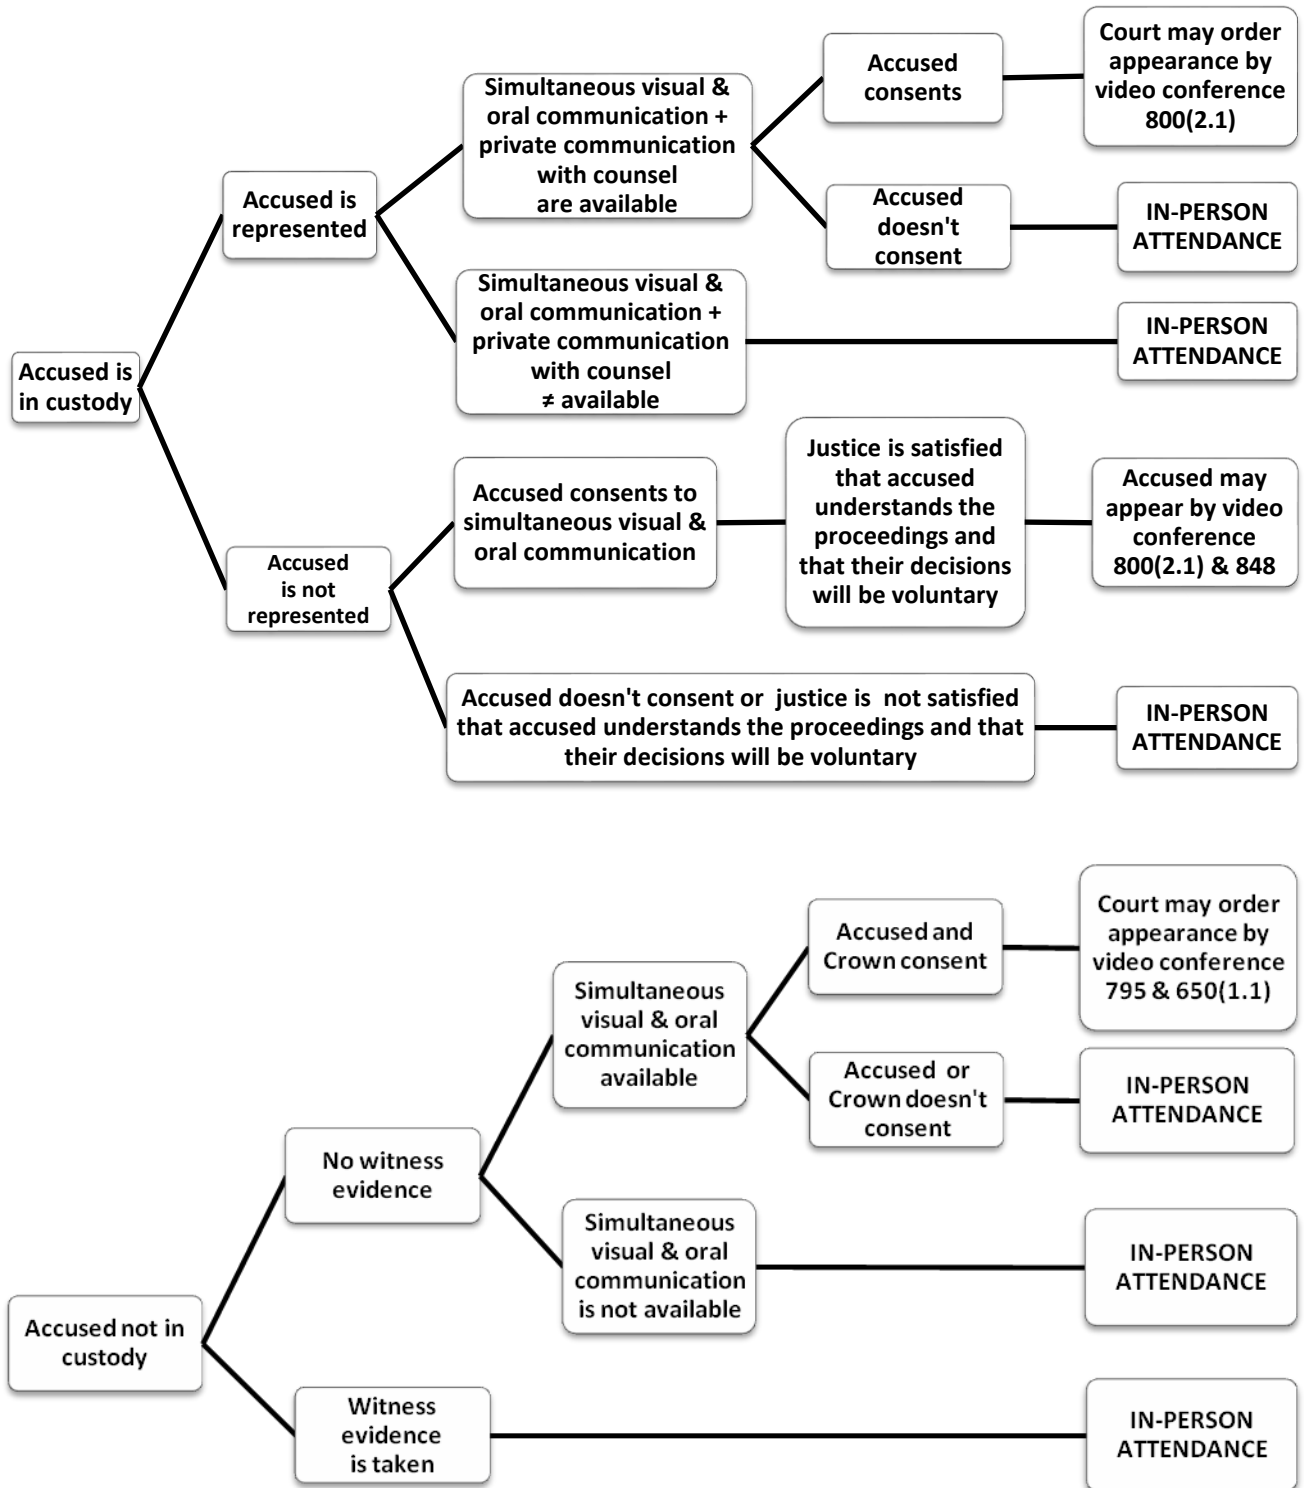 Accused is
in custody
Accused is
represented
Simultaneous visual &
oral communication +
private communication
with counsel
are available
Accused
consents
Court may order
appearance by
video conference
800(2.1)
Accused
doesn't
consent
IN-PERSON
ATTENDANCE
Simultaneous visual &
oral communication +
private communication
with counsel
≠ available
IN-PERSON
ATTENDANCE
Accused
is not
represented
Accused consents to
simultaneous visual &
oral communication
Justice is satisfied
that accused
understands the
proceedings and
that their decisions
will be voluntary
Accused may
appear by video
conference
800(2.1) & 848
Accused doesn't consent or justice is not satisfied
that accused understands the proceedings and that
their decisions will be voluntary
IN-PERSON
ATTENDANCE
Accused not in
custody
No witness
evidence
Simultaneous
visual & oral
communication
available
Accused and
Crown consent
Court may order
appearance by
video conference
795 & 650(1.1)
Accused or
Crown doesn't
consent
IN-PERSON
ATTENDANCE
Simultaneous
visual & oral
communication
is not available
IN-PERSON
ATTENDANCE
Witness
evidence
is taken
IN-PERSON
ATTENDANCE